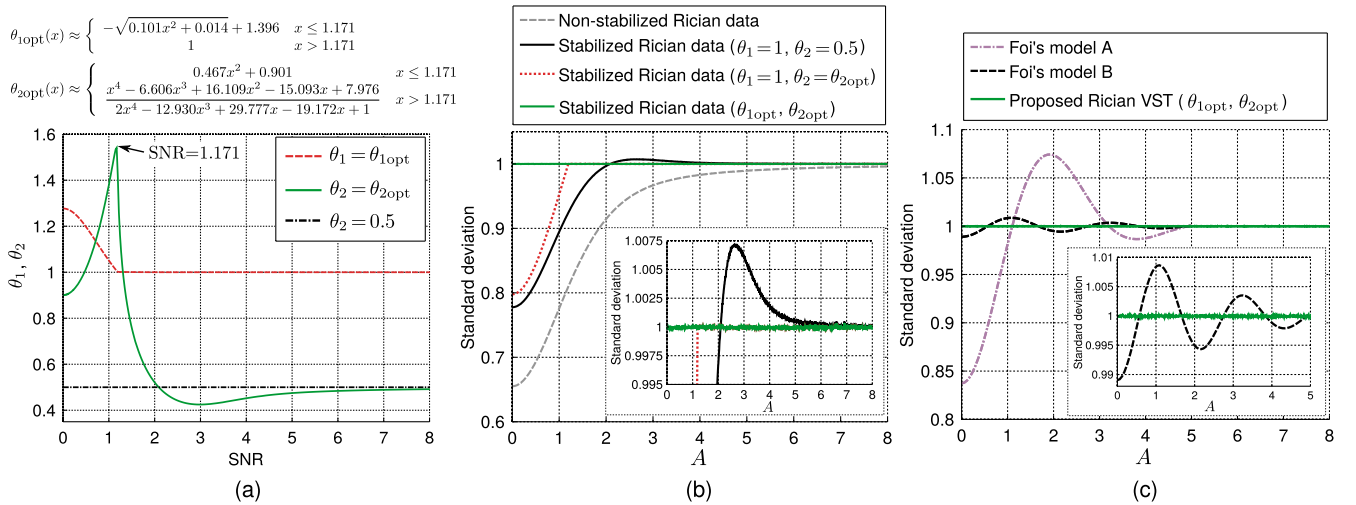 θ1opt(x) ≈ { −√(0.101x² + 0.014) + 1.396 x ≤ 1.171
1 x > 1.171
θ2opt(x) ≈ { 0.467x² + 0.901 x ≤ 1.171
x⁴ − 6.606x³ + 16.109x² − 15.093x + 7.976
2x⁴ − 12.930x³ + 29.777x − 19.172x + 1 x > 1.171
SNR=1.171
θ1 = θ1opt
θ2 = θ2opt
θ2 = 0.5
θ1, θ2
1.6
1.4
1.2
1
0.8
0.6
0.4
0 1 2 3 4 5 6 7 8
SNR
(a)
Non-stabilized Rician data
Stabilized Rician data (θ1 = 1, θ2 = 0.5)
Stabilized Rician data (θ1 = 1, θ2 = θ2opt)
Stabilized Rician data (θ1opt, θ2opt)
Standard deviation
1
0.9
0.8
0.7
0.6
0 1 2 3 4 5 6 7 8
A
Standard deviation
1.0075
1.005
1.0025
1
0.9975
0.995
0 1 2 3 4 5 6 7 8
A
(b)
Foi's model A
Foi's model B
Proposed Rician VST (θ1opt, θ2opt)
Standard deviation
1.1
1.05
1
0.95
0.9
0.85
0.8
0 1 2 3 4 5 6 7 8
A
Standard deviation
1.01
1.005
1
0.995
0.99
0 1 2 3 4 5
A
(c)